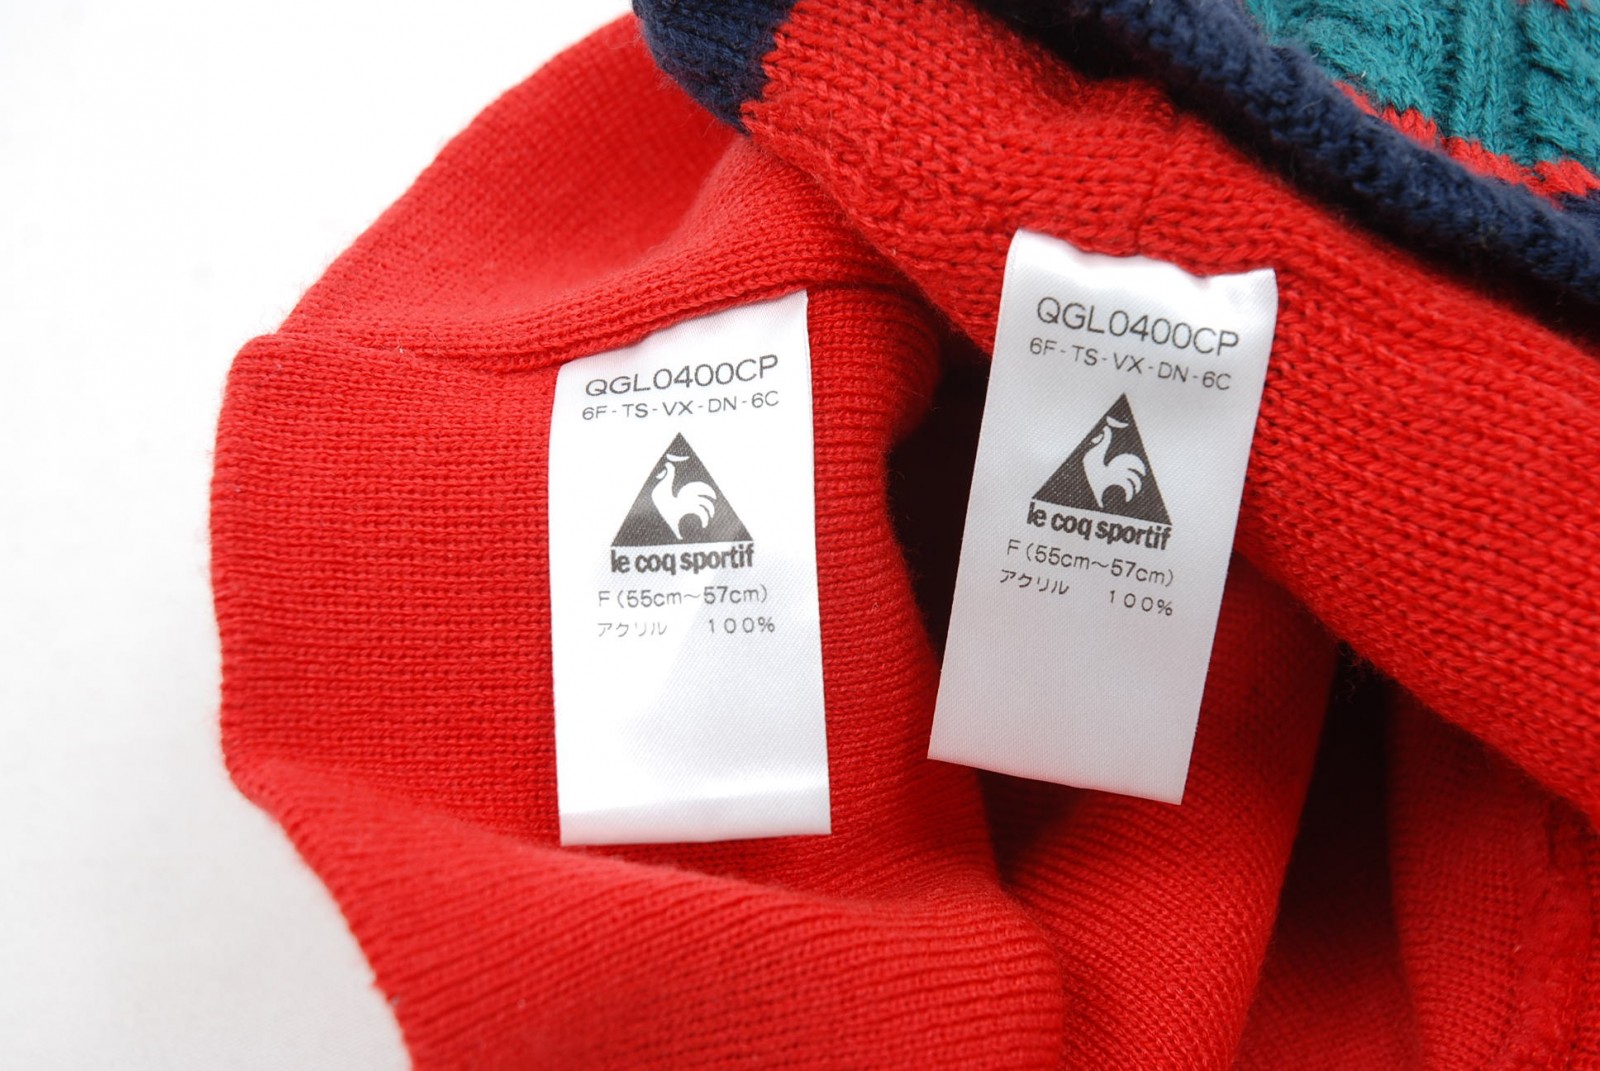 QGL0400CP
6F-TS-VX-DN-6C
le coq sportif
F(55cm~57cm)
アクリル 100%
QGL0400CP
6F-TS-VX-DN-6C
le coq sportif
F(55cm~57cm)
アクリル 100%